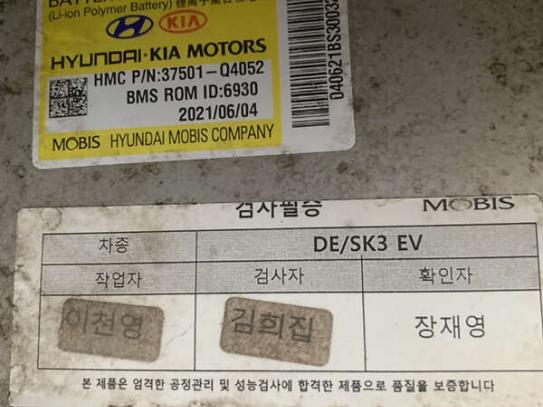 (Li-ion Polymer Battery)
HYUNDAI
KIA
HYUNDAI · KIA MOTORS
HMC P/N:37501-Q4052
BMS ROM ID:6930
2021/06/04
MOBIS HYUNDAI MOBIS COMPANY
검사필증 MOBIS
차종 DE/SK3 EV
작업자 검사자 확인자
이천영 김희집 장재영
본 제품은 엄격한 공정관리 및 성능검사에 합격한 제품으로 품질을 보증합니다